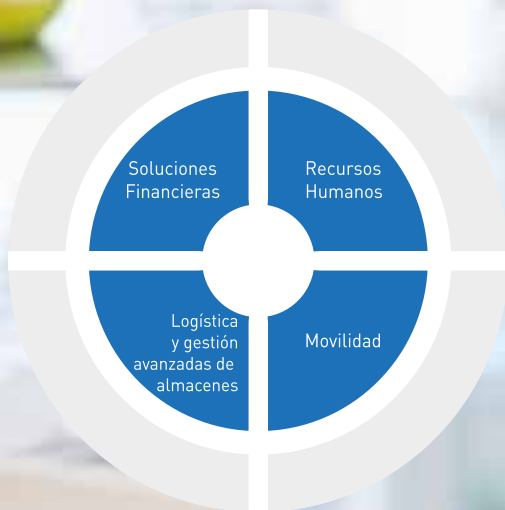 Soluciones
Financieras
Recursos
Humanos
Logística
y gestión
avanzadas de
almacenes
Movilidad